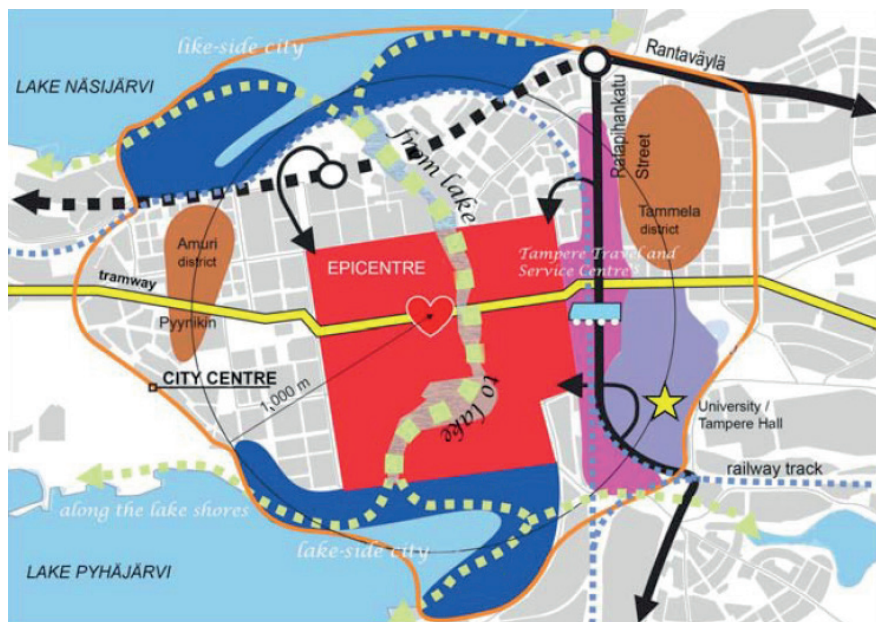 like-side city
LAKE NÄSIJÄRVI
Rantaväylä
from lake
Ratapihankatu
Street
Tammela
district
Amuri
district
Tampere Travel and
Service Centre's
EPICENTRE
tramway
Pyynikin
CITY CENTRE
1,000 m
to lake
University /
Tampere Hall
railway track
along the lake shores
lake-side city
LAKE PYHÄJÄRVI